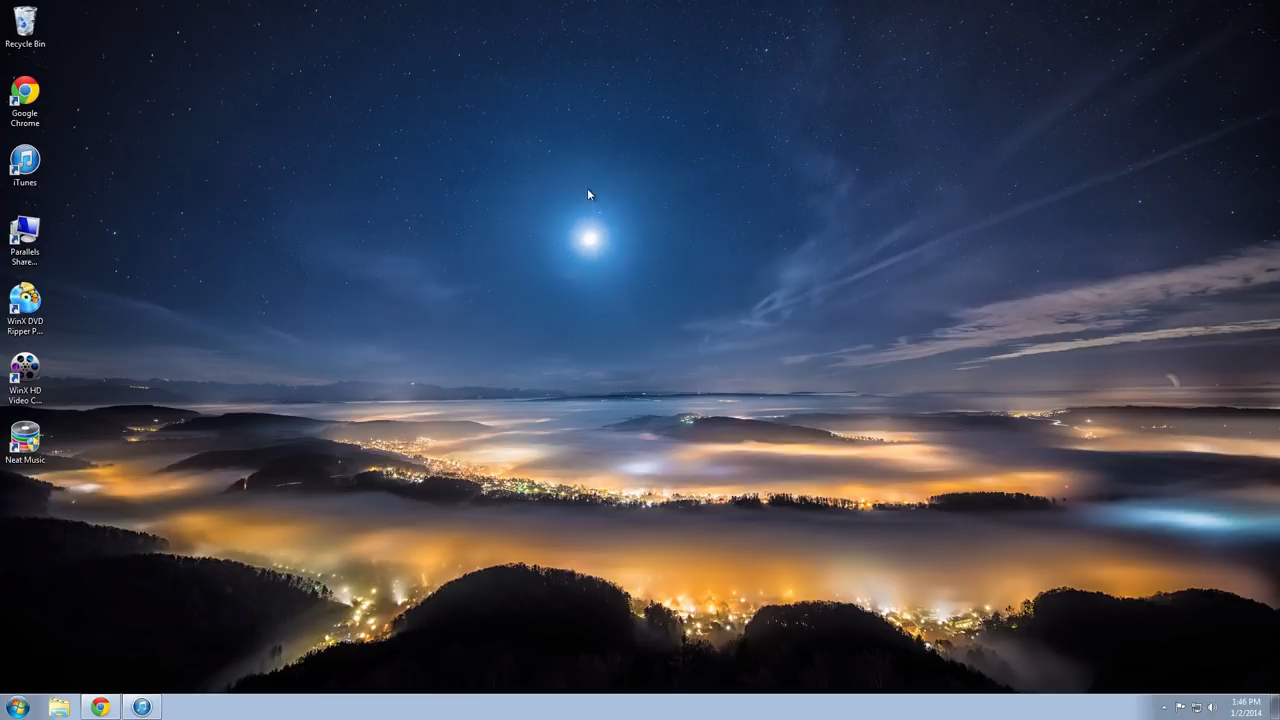 Recycle Bin
Google
Chrome
iTunes
Parallels
Share...
WinX DVD
Ripper P...
WinX HD
Video C...
Neat Music
1:46 PM
1/2/2014